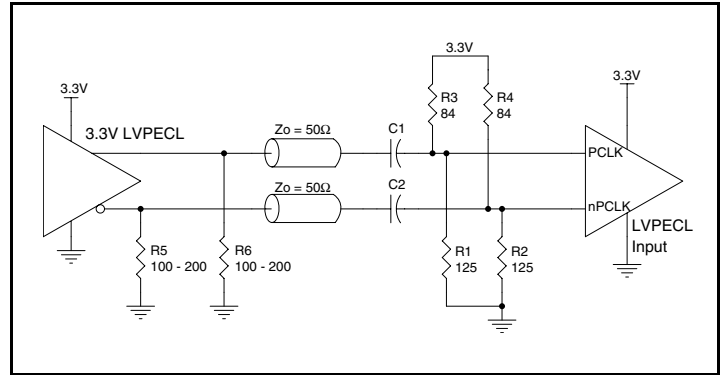 3.3V
3.3V
3.3V
R3
84
R4
84
3.3V LVPECL
Zo = 50Ω
C1
PCLK
Zo = 50Ω
C2
nPCLK
LVPECL
Input
R5
100 - 200
R6
100 - 200
R1
125
R2
125